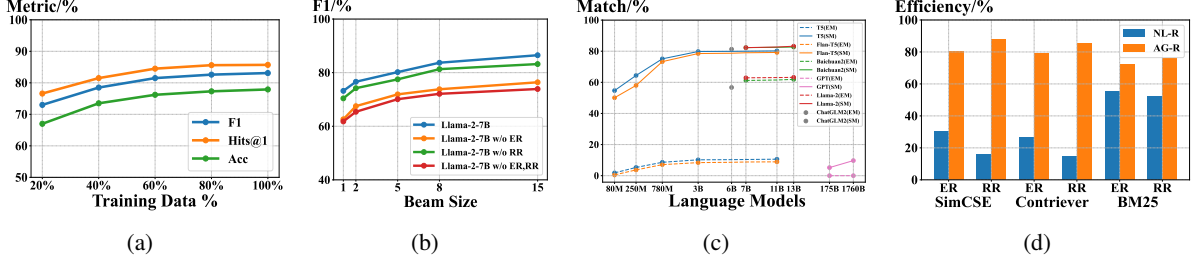 Metric/%
100
90
80
70
60
50
20%
40%
60%
80%
100%
Training Data %
F1
Hits@1
Acc
(a)
F1/%
100
80
60
40
1
2
5
8
15
Beam Size
Llama-2-7B
Llama-2-7B w/o ER
Llama-2-7B w/o RR
Llama-2-7B w/o ER,RR
(b)
Match/%
100
80
60
40
20
0
80M
250M
780M
3B
6B
7B
11B
13B
175B
1760B
Language Models
T5(EM)
T5(SM)
Flan-T5(EM)
Flan-T5(SM)
Baichuan2(EM)
Baichuan2(SM)
GPT(EM)
GPT(SM)
Llama-2(EM)
Llama-2(SM)
ChatGLM2(EM)
ChatGLM2(SM)
(c)
Efficiency/%
100
80
60
40
20
0
NL-R
AG-R
ER
RR
ER
RR
ER
RR
SimCSE
Contriever
BM25
(d)